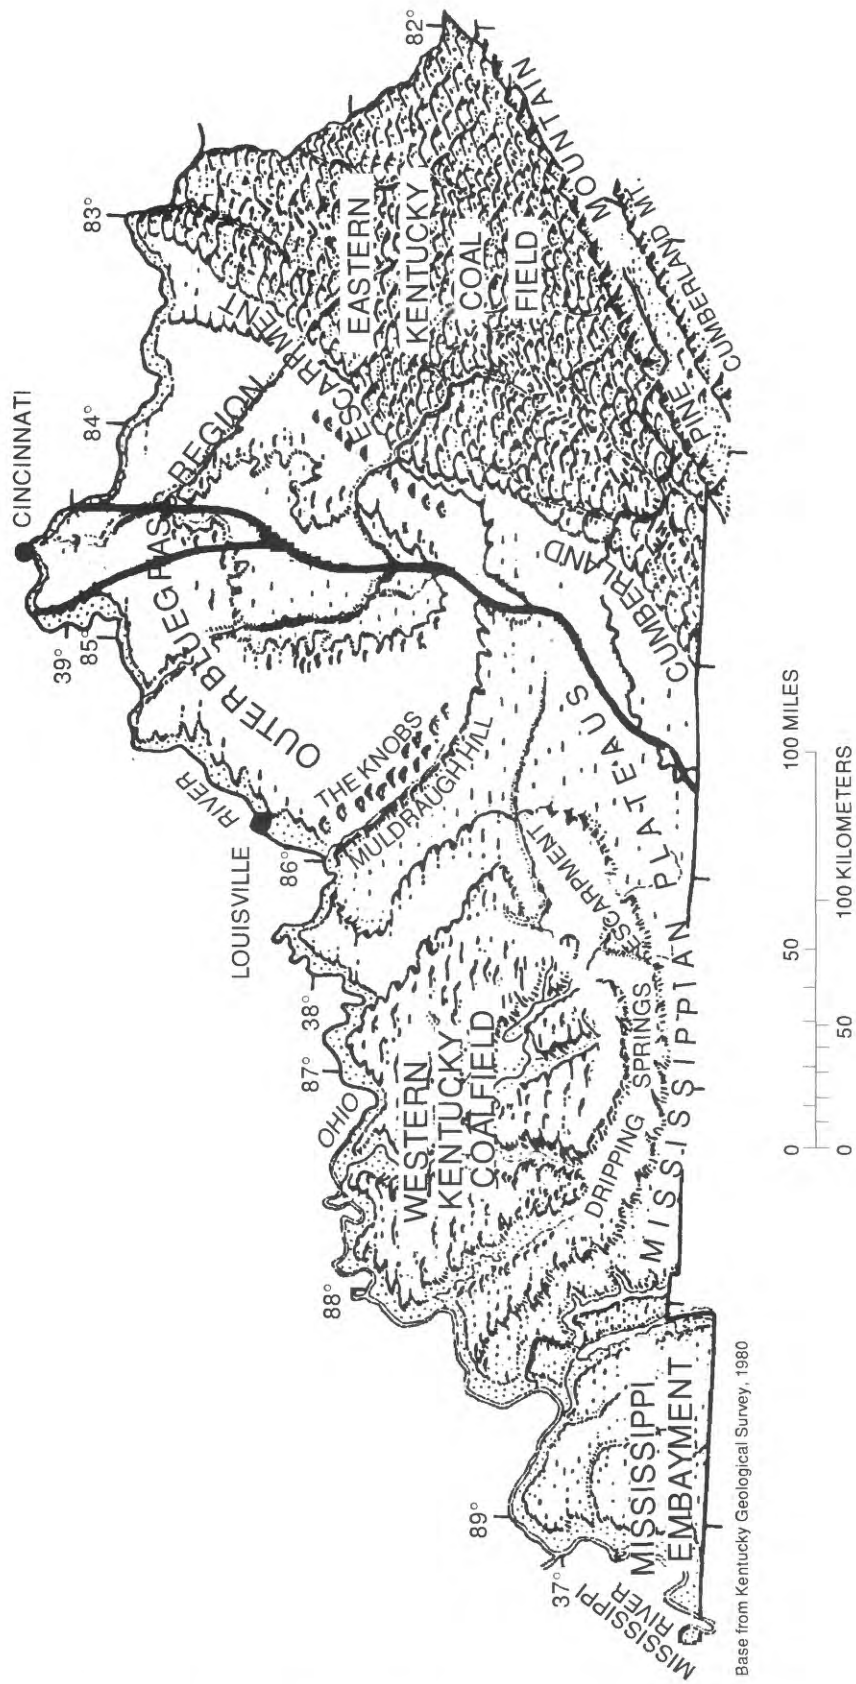 CINCINNATI
82°
83°
84°
39°
85°
LOUISVILLE
RIVER
86°
38°
87°
OHIO
88°
89°
37°
MISSISSIPPI
RIVER
OUTER BLUEGRASS REGION
THE KNOBS
MULDRAUGH HILL
ESCARPMENT
EASTERN
KENTUCKY
COAL
FIELD
CUMBERLAND
ESCARPMENT
CUMBERLAND
PINE MOUNTAIN
CUMBERLAND MT.
WESTERN
KENTUCKY
COALFIELD
DRIPPING SPRINGS ESCARPMENT
MISSISSIPPIAN PLATEAUS
MISSISSIPPI
EMBAYMENT
0 50 100 MILES
0 50 100 KILOMETERS
Base from Kentucky Geological Survey, 1980